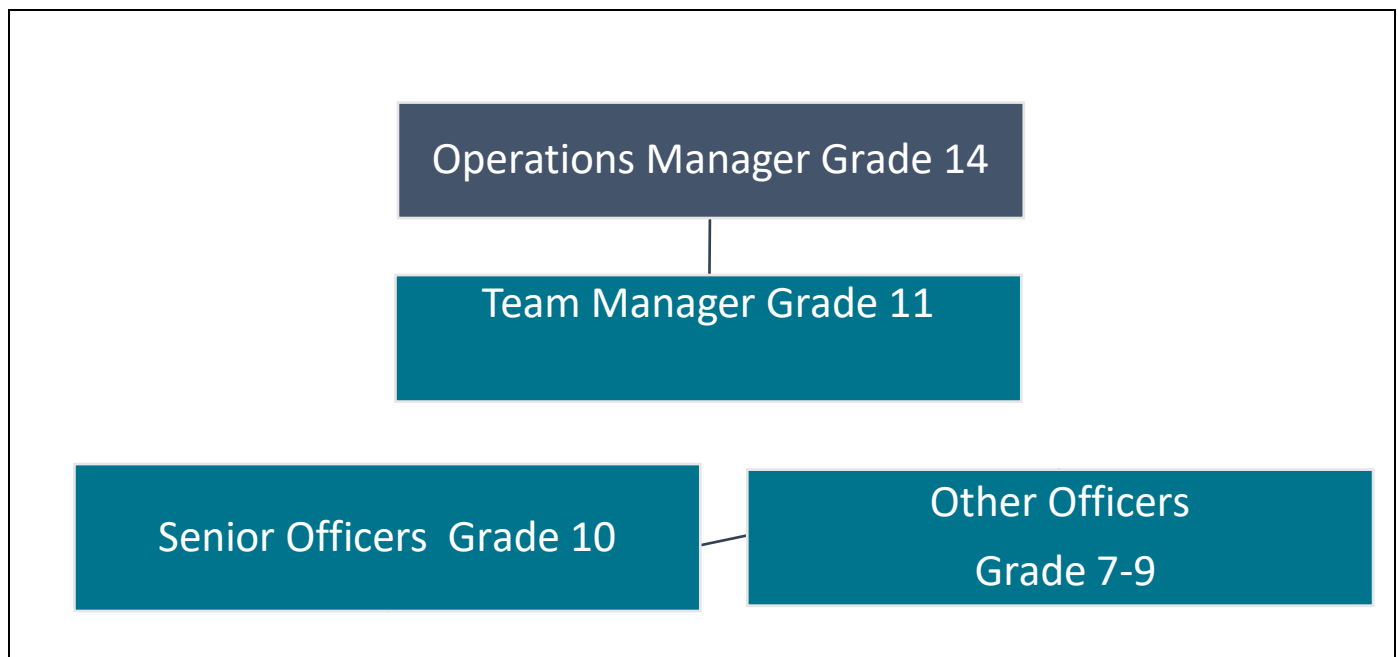 Operations Manager Grade 14
Team Manager Grade 11
Senior Officers  Grade 10
Other Officers
Grade 7-9